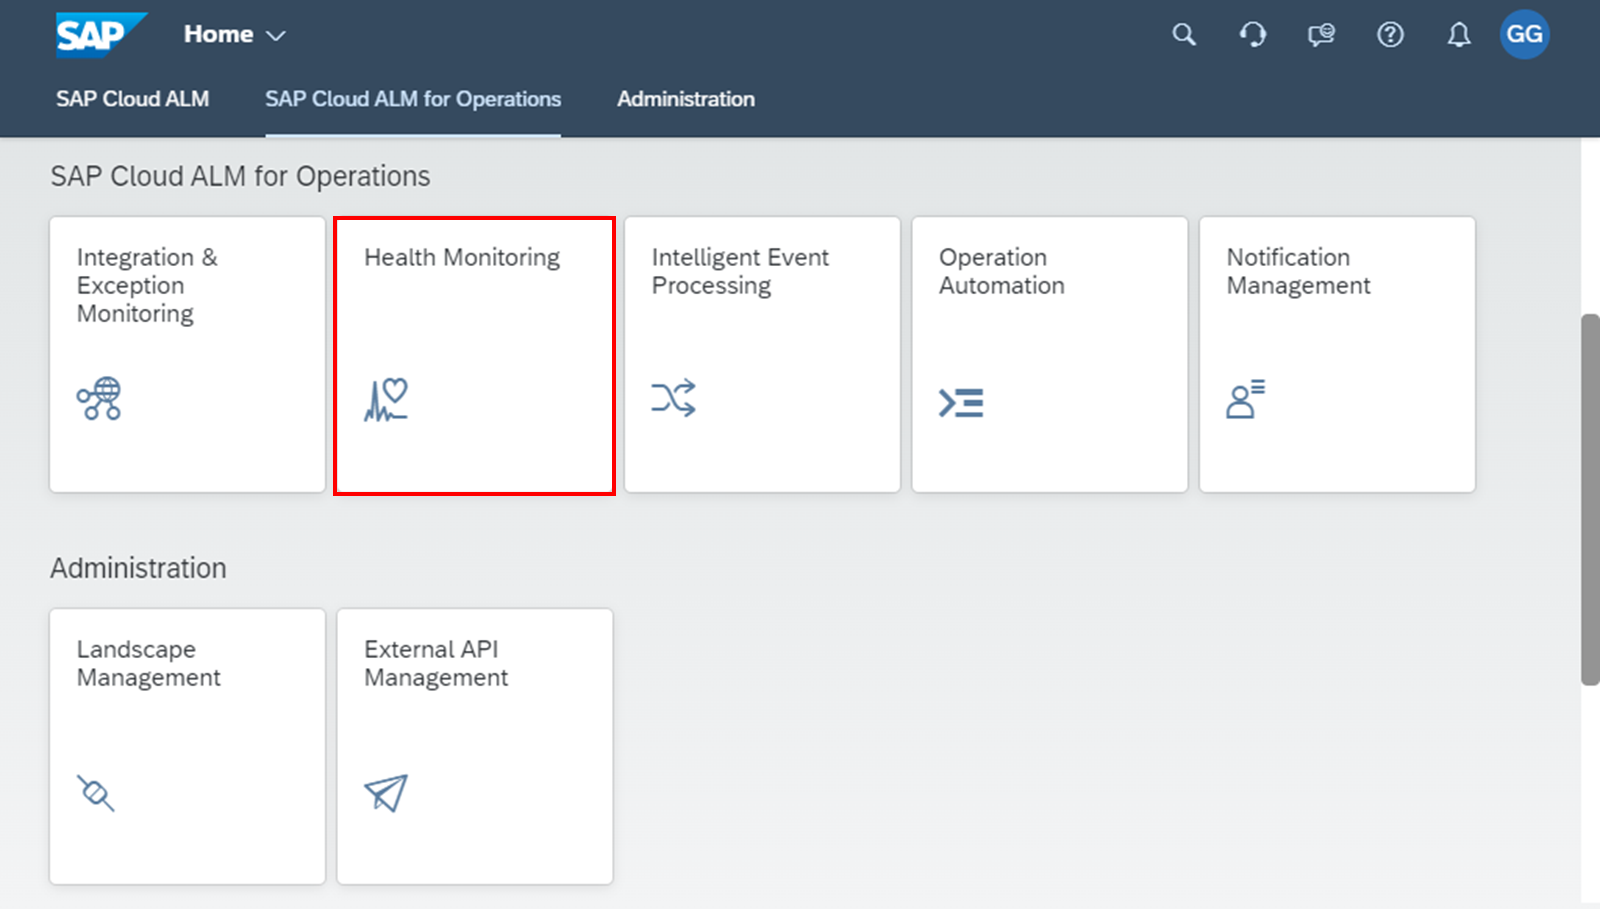 SAP
Home
GG
SAP Cloud ALM
SAP Cloud ALM for Operations
Administration
SAP Cloud ALM for Operations
Integration &
Exception
Monitoring
Health Monitoring
Intelligent Event
Processing
Operation
Automation
Notification
Management
Administration
Landscape
Management
External API
Management